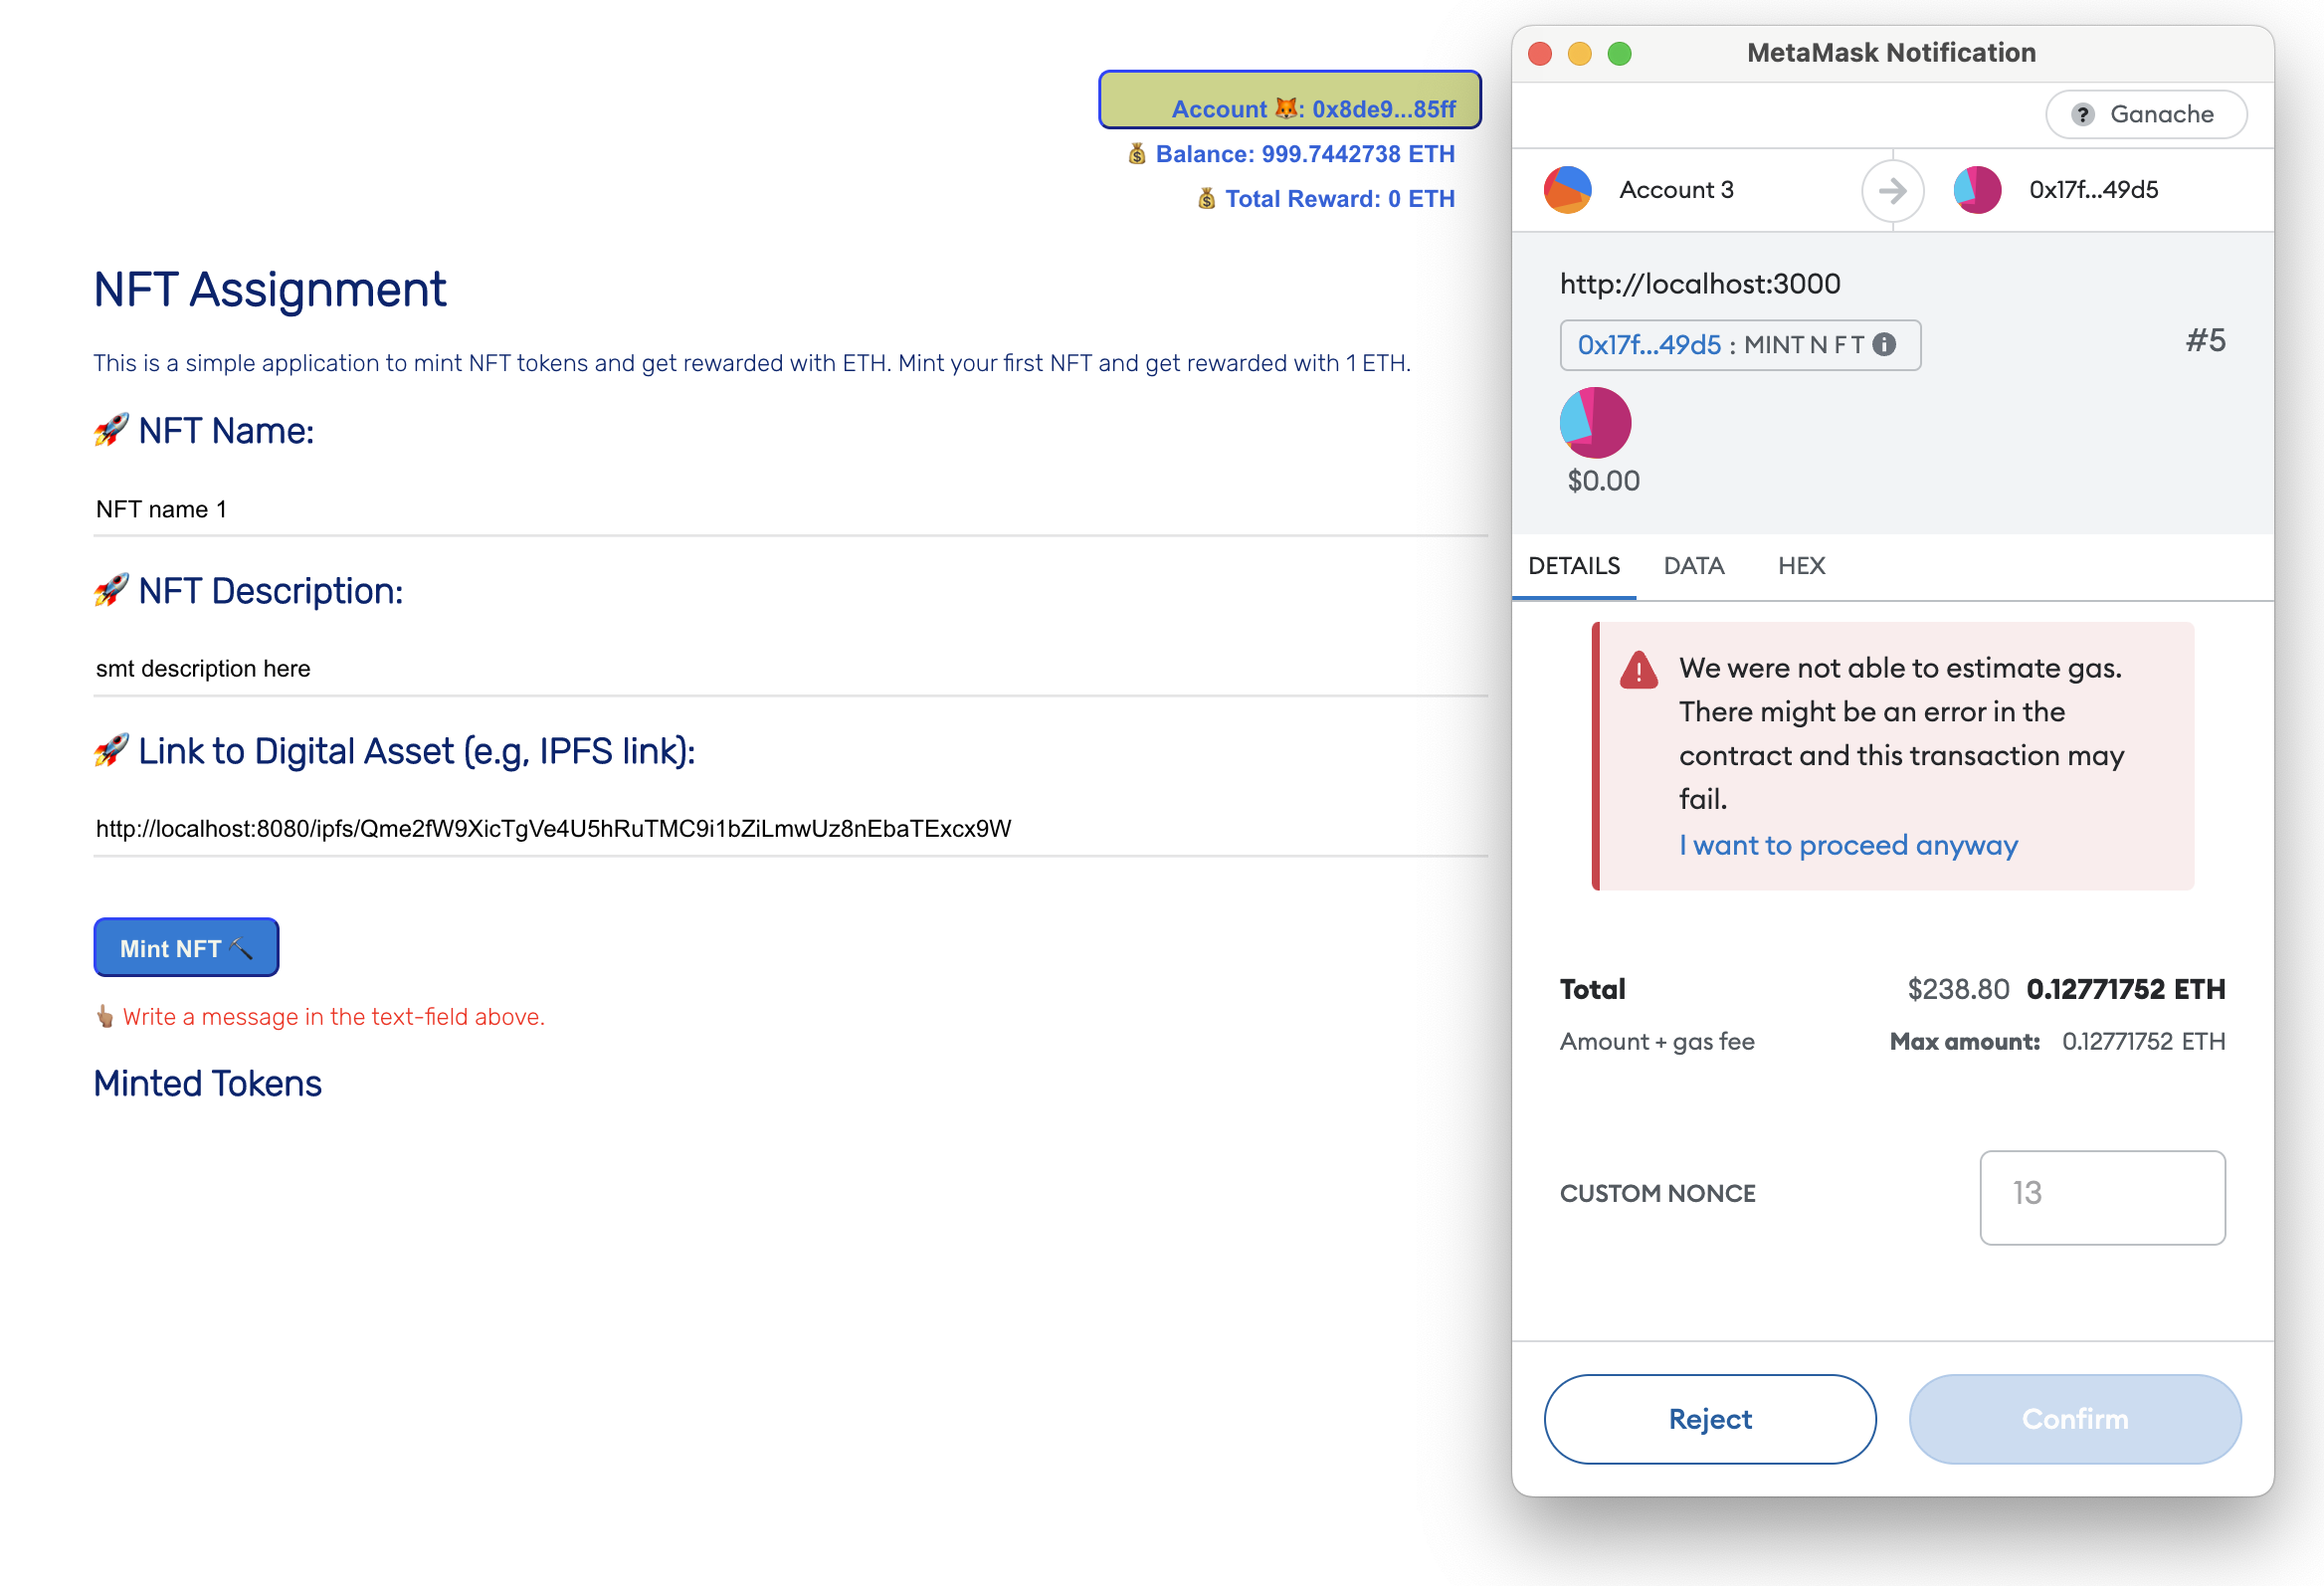 Account 🦊: 0x8de9...85ff
💰 Balance: 999.7442738 ETH
💰 Total Reward: 0 ETH
NFT Assignment
This is a simple application to mint NFT tokens and get rewarded with ETH. Mint your first NFT and get rewarded with 1 ETH.
🚀 NFT Name:
NFT name 1
🚀 NFT Description:
smt description here
🚀 Link to Digital Asset (e.g, IPFS link):
http://localhost:8080/ipfs/Qme2fW9XicTgVe4U5hRuTMC9i1bZiLmwUz8nEbaTExcx9W
Mint NFT ⛏️
👆🏽 Write a message in the text-field above.
Minted Tokens
MetaMask Notification
? Ganache
Account 3
0x17f...49d5
http://localhost:3000
0x17f...49d5 : MINT N F T
#5
$0.00
DETAILS DATA HEX
We were not able to estimate gas.
There might be an error in the
contract and this transaction may
fail.
I want to proceed anyway
Total $238.80 0.12771752 ETH
Amount + gas fee Max amount: 0.12771752 ETH
CUSTOM NONCE 13
Reject Confirm